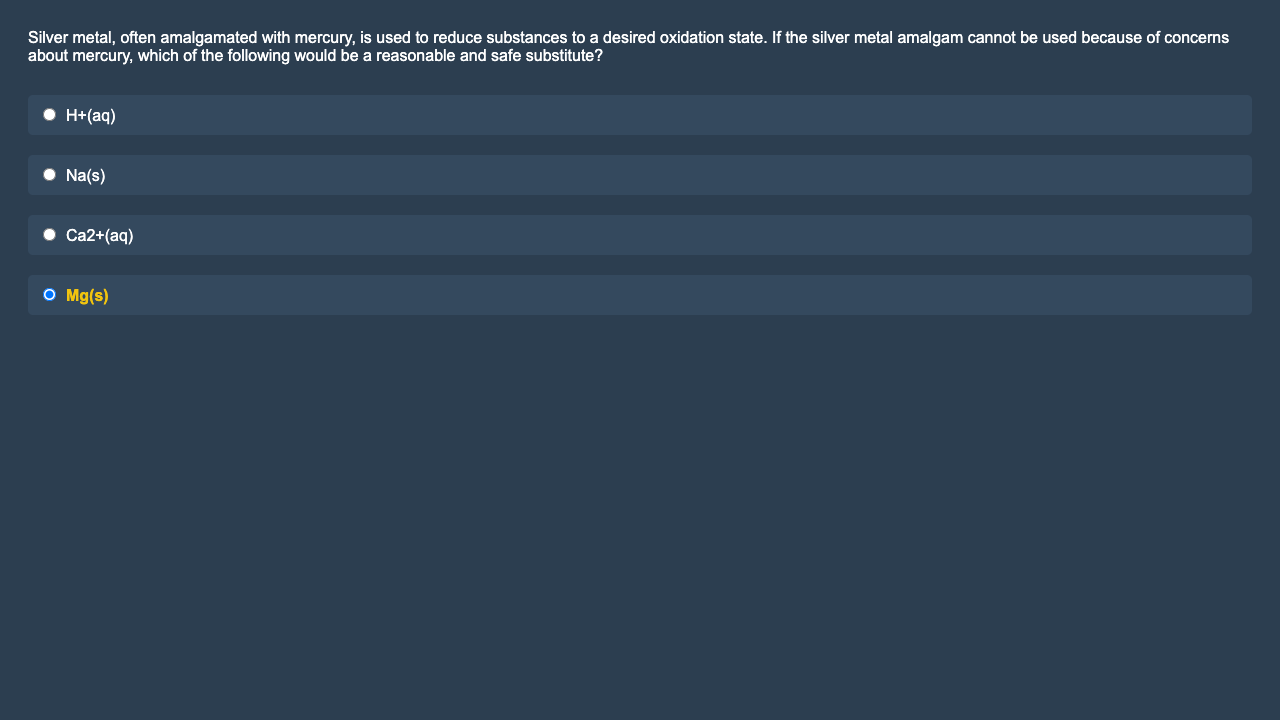 Silver metal, often amalgamated with mercury, is used to reduce substances to a desired oxidation state. If the silver metal amalgam cannot be used because of concerns
about mercury, which of the following would be a reasonable and safe substitute?
H+(aq)
Na(s)
Ca2+(aq)
Mg(s)